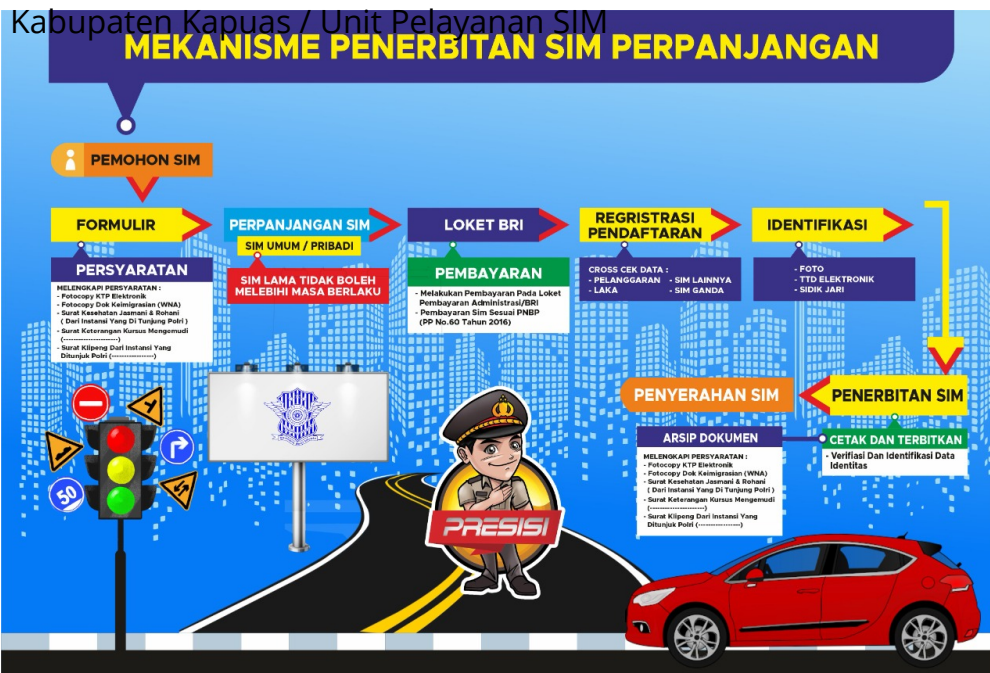 Kabupaten Kapuas / Unit Pelayanan SIM
MEKANISME PENERBITAN SIM PERPANJANGAN
PEMOHON SIM
FORMULIR
PERSYARATAN
MELENGKAPI PERSYARATAN :
- Fotocopy KTP Elektronik
- Fotocopy Dok Keimigrasian (WNA)
- Surat Kesehatan Jasmani & Rohani
( Dari Instansi Yang Di Tunjung Polri )
- Surat Keterangan Kursus Mengemudi
(----------------------)
- Surat Klipeng Dari Instansi Yang
Ditunjuk Polri (-----------------)
PERPANJANGAN SIM
SIM UMUM / PRIBADI
SIM LAMA TIDAK BOLEH
MELEBIHI MASA BERLAKU
LOKET BRI
PEMBAYARAN
- Melakukan Pembayaran Pada Loket
Pembayaran Administrasi/BRI
- Pembayaran Sim Sesuai PNBP
(PP No.60 Tahun 2016)
REGRISTRASI
PENDAFTARAN
CROSS CEK DATA :
- PELANGGARAN - SIM LAINNYA
- LAKA - SIM GANDA
IDENTIFIKASI
- FOTO
- TTD ELEKTRONIK
- SIDIK JARI
PENERBITAN SIM
CETAK DAN TERBITKAN
- Verifiasi Dan Identifikasi Data
Identitas
PENYERAHAN SIM
ARSIP DOKUMEN
MELENGKAPI PERSYARATAN :
- Fotocopy KTP Elektronik
- Fotocopy Dok Keimigrasian (WNA)
- Surat Kesehatan Jasmani & Rohani
( Dari Instansi Yang Di Tunjung Polri )
- Surat Keterangan Kursus Mengemudi
(----------------------)
- Surat Klipeng Dari Instansi Yang
Ditunjuk Polri (-----------------)
50
PRESISI